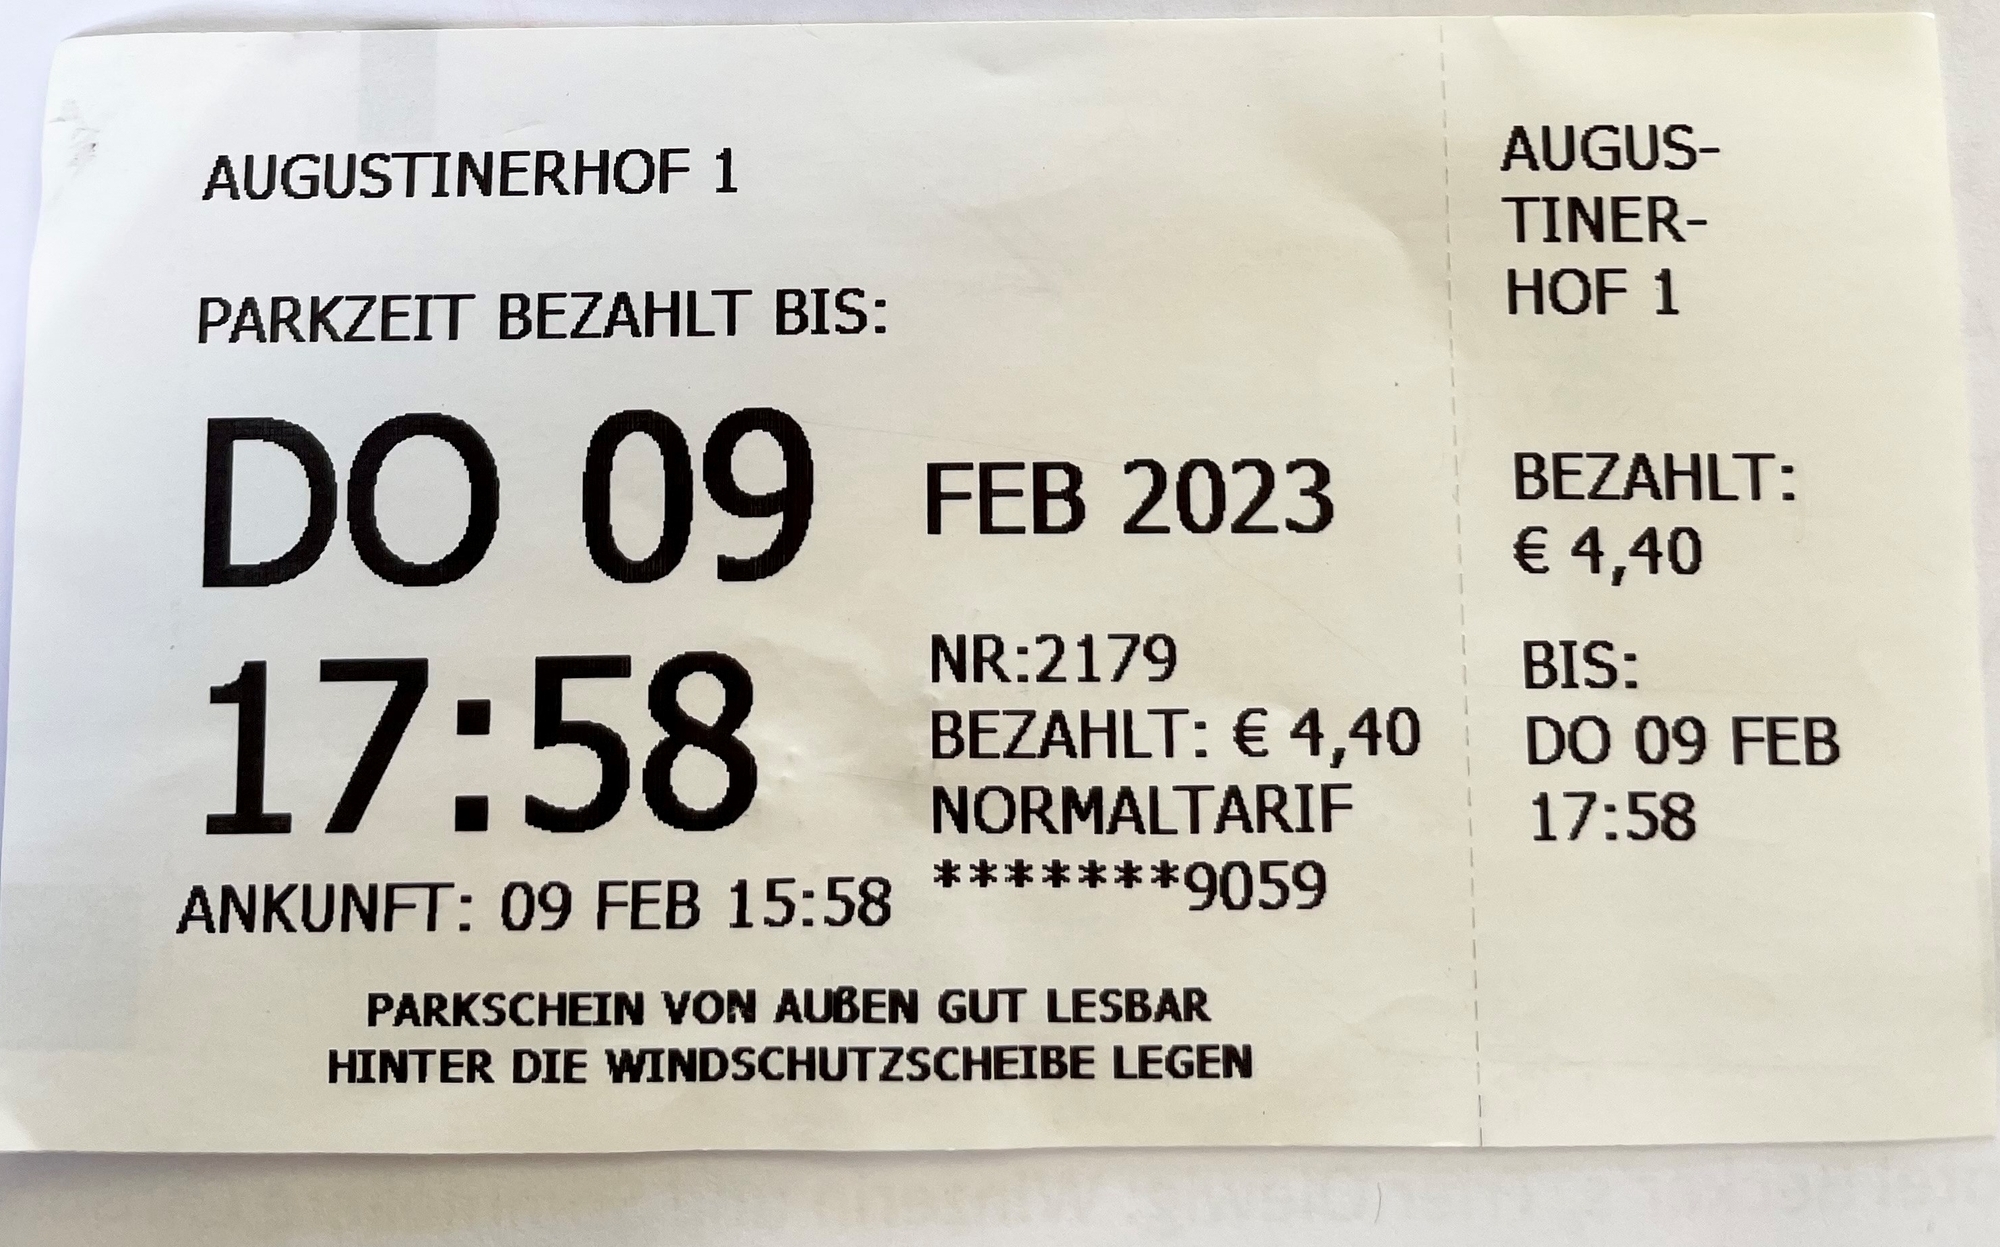 AUGUSTINERHOF 1
PARKZEIT BEZAHLT BIS:
DO 09 FEB 2023
17:58
ANKUNFT: 09 FEB 15:58
NR:2179
BEZAHLT: € 4,40
NORMALTARIF
*******9059
PARKSCHEIN VON AUßEN GUT LESBAR
HINTER DIE WINDSCHUTZSCHEIBE LEGEN
AUGUS-
TINER-
HOF 1
BEZAHLT:
€ 4,40
BIS:
DO 09 FEB
17:58